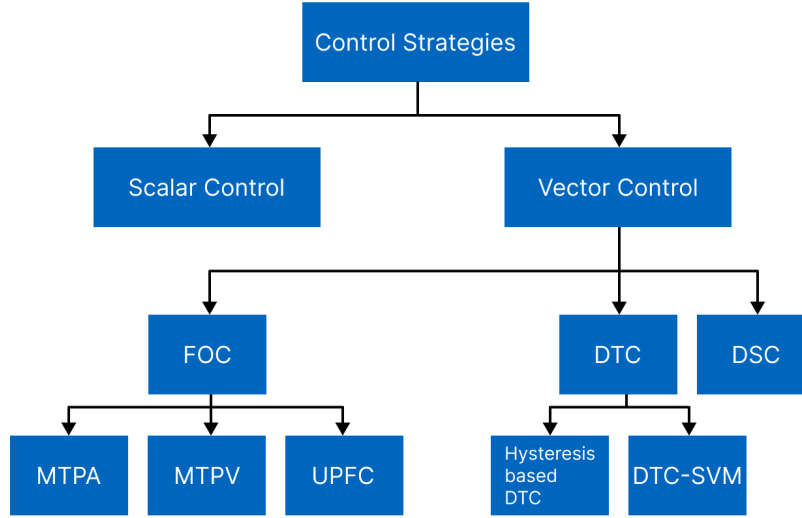 Control Strategies
Scalar Control
Vector Control
FOC
DTC
DSC
MTPA
MTPV
UPFC
Hysteresis
based
DTC
DTC-SVM